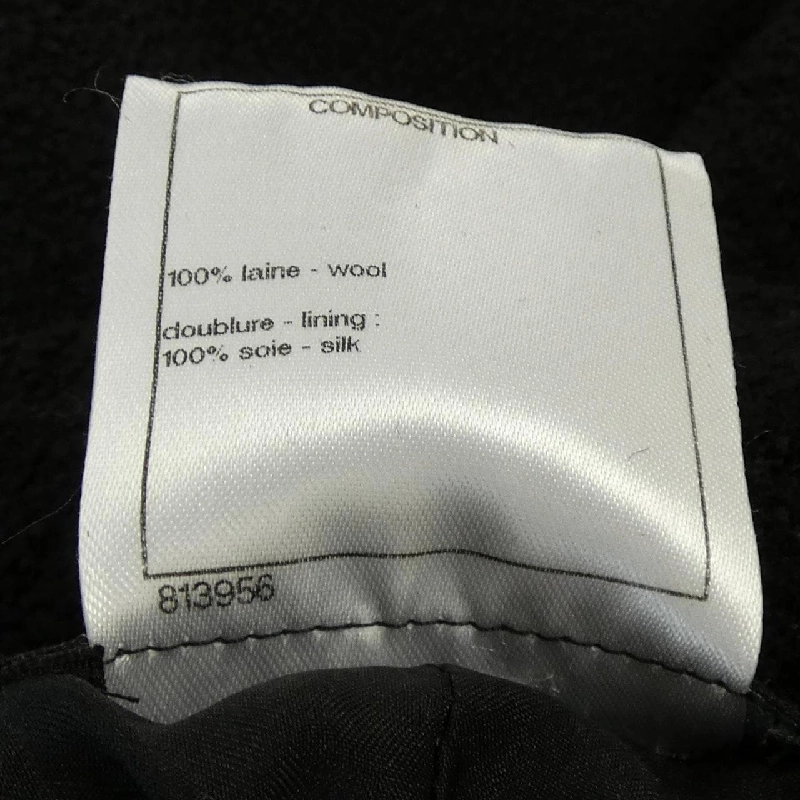 COMPOSITION
100% laine - wool
doublure - lining :
100% soie - silk
813956